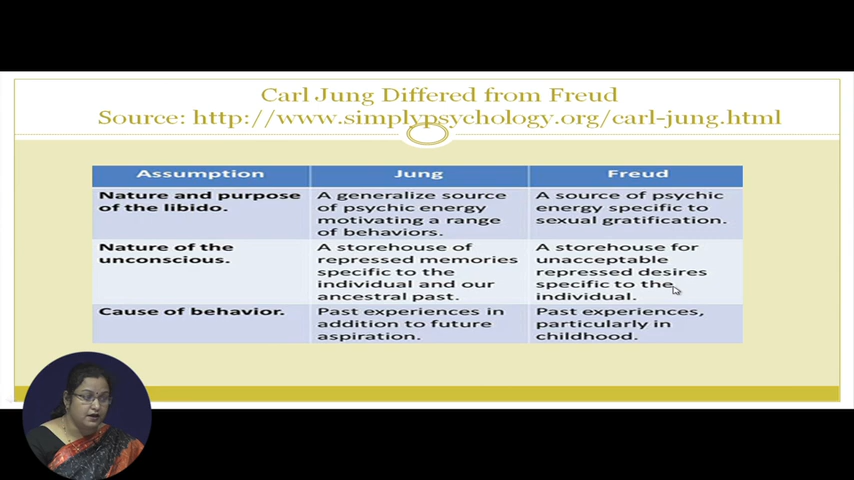 Carl Jung Differed from Freud
Source: http://www.simplypsychology.org/carl-jung.html
Assumption Jung Freud
Nature and purpose
of the libido.
A generalize source
of psychic energy
motivating a range
of behaviors.
A source of psychic
energy specific to
sexual gratification.
Nature of the
unconscious.
A storehouse of
repressed memories
specific to the
individual and our
ancestral past.
A storehouse for
unacceptable
repressed desires
specific to the
individual.
Cause of behavior.
Past experiences in
addition to future
aspiration.
Past experiences,
particularly in
childhood.